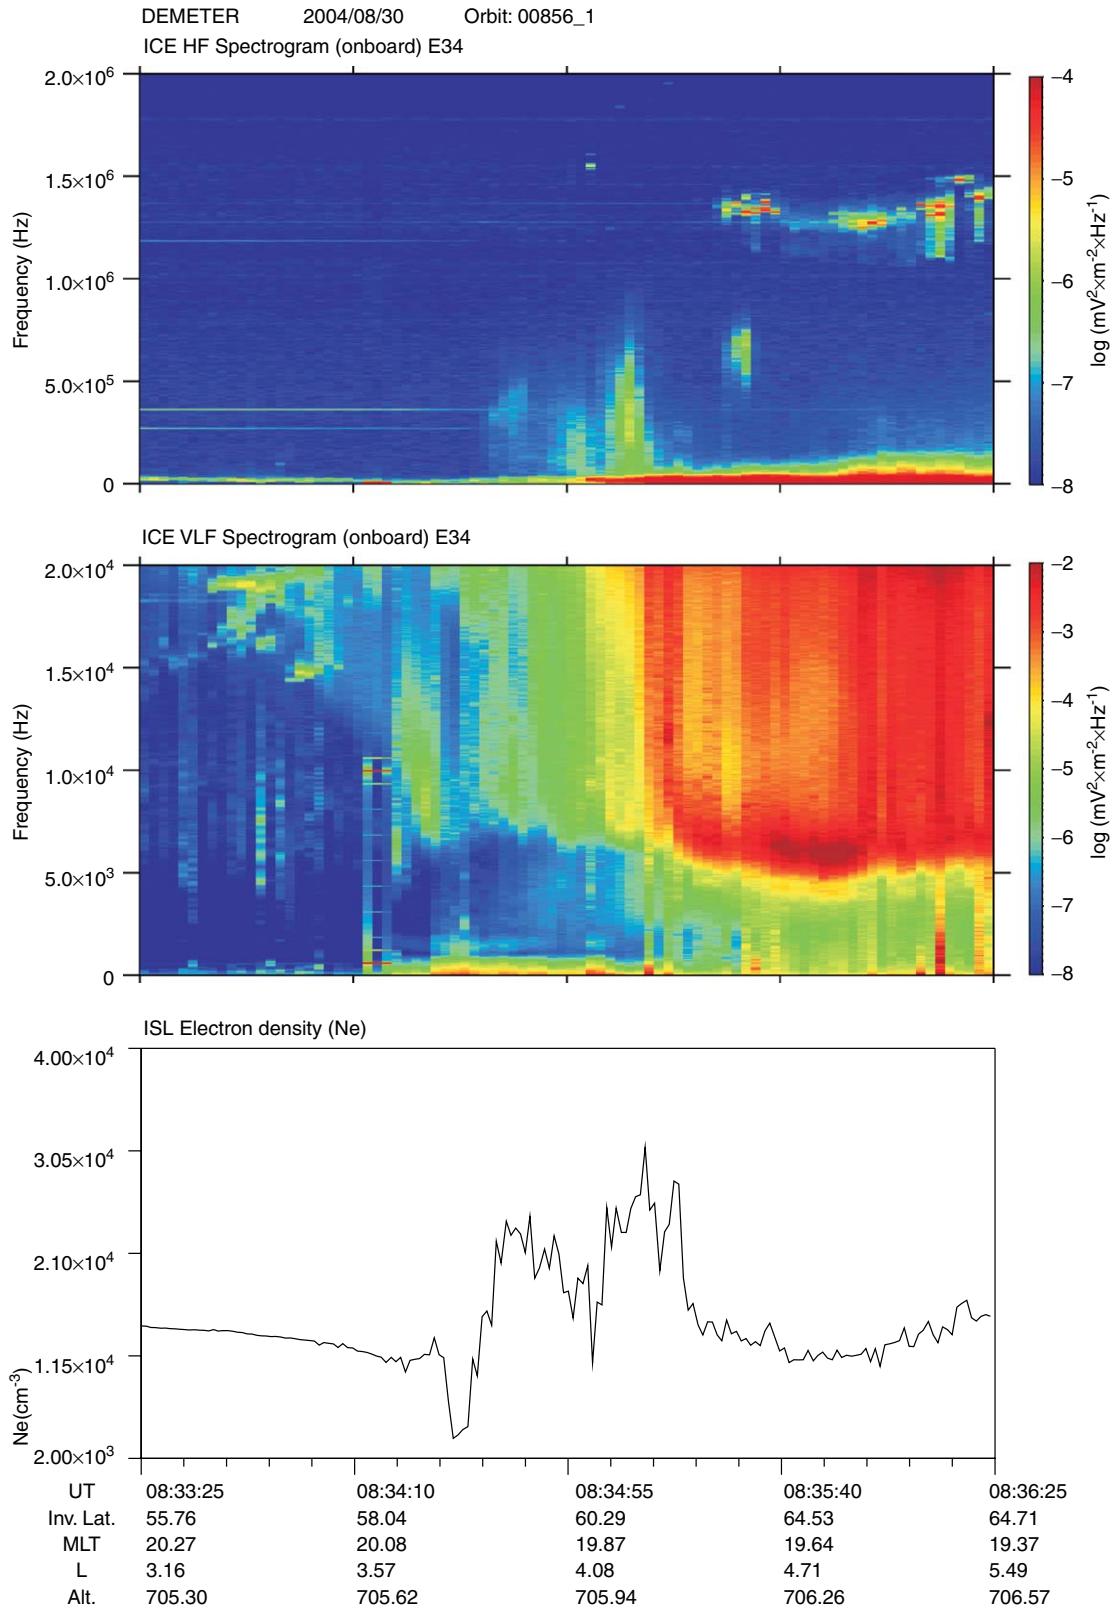 DEMETER 2004/08/30 Orbit: 00856_1
ICE HF Spectrogram (onboard) E34
2.0×10⁶
1.5×10⁶
1.0×10⁶
5.0×10⁵
0
Frequency (Hz)
−4
−5
−6
−7
−8
log (mV²×m⁻²×Hz⁻¹)
ICE VLF Spectrogram (onboard) E34
2.0×10⁴
1.5×10⁴
1.0×10⁴
5.0×10³
0
Frequency (Hz)
−2
−3
−4
−5
−6
−7
−8
log (mV²×m⁻²×Hz⁻¹)
ISL Electron density (Ne)
4.00×10⁴
3.05×10⁴
2.10×10⁴
1.15×10⁴
2.00×10³
Ne(cm⁻³)
UT 08:33:25 08:34:10 08:34:55 08:35:40 08:36:25
Inv. Lat. 55.76 58.04 60.29 64.53 64.71
MLT 20.27 20.08 19.87 19.64 19.37
L 3.16 3.57 4.08 4.71 5.49
Alt. 705.30 705.62 705.94 706.26 706.57